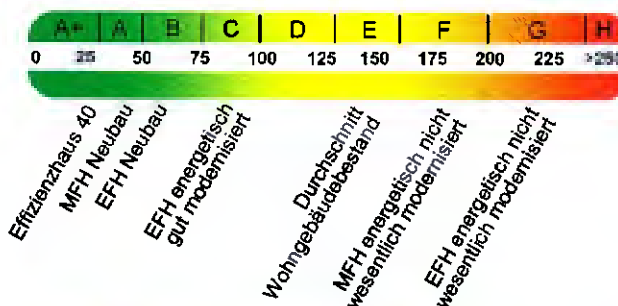 A+ A B C D E F G H
0 25 50 75 100 125 150 175 200 225 >250
Effizienzhaus 40
MFH Neubau
EFH Neubau
EFH energetisch
gut modernisiert
Durchschnitt
Wohngebäudebestand
MFH energetisch nicht
wesentlich modernisiert
EFH energetisch nicht
wesentlich modernisiert